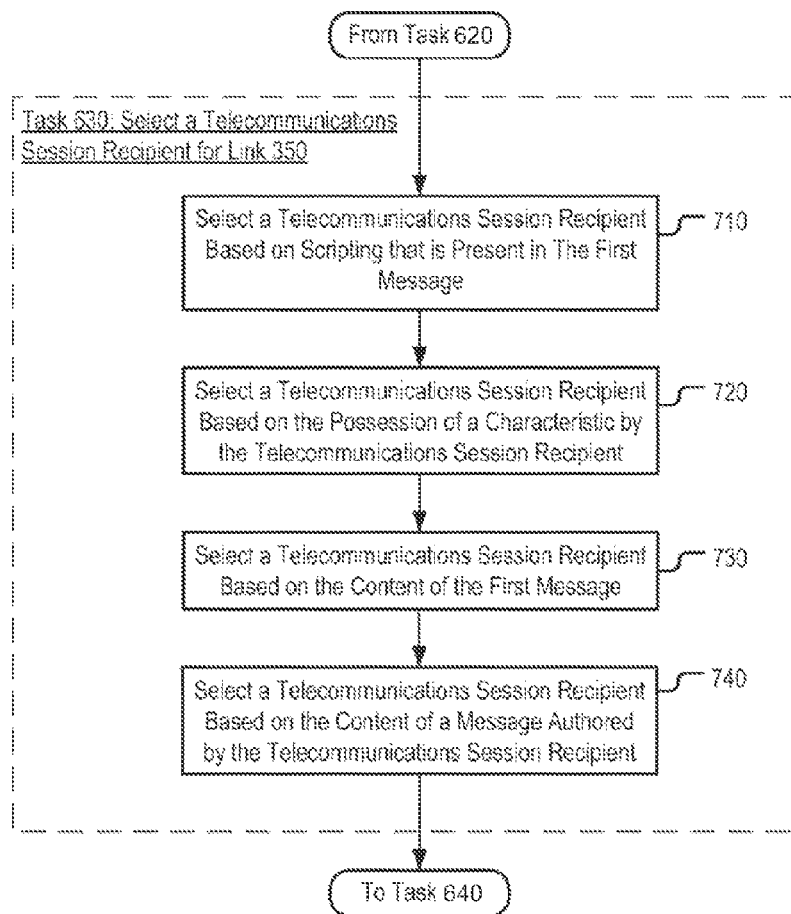 From Task 620
Task 630: Select a Telecommunications
Session Recipient for Link 350
Select a Telecommunications Session Recipient
Based on Scripting that is Present in The First
Message
710
Select a Telecommunications Session Recipient
Based on the Possession of a Characteristic by
the Telecommunications Session Recipient
720
Select a Telecommunications Session Recipient
Based on the Content of the First Message
730
Select a Telecommunications Session Recipient
Based on the Content of a Message Authored
by the Telecommunications Session Recipient
740
To Task 640